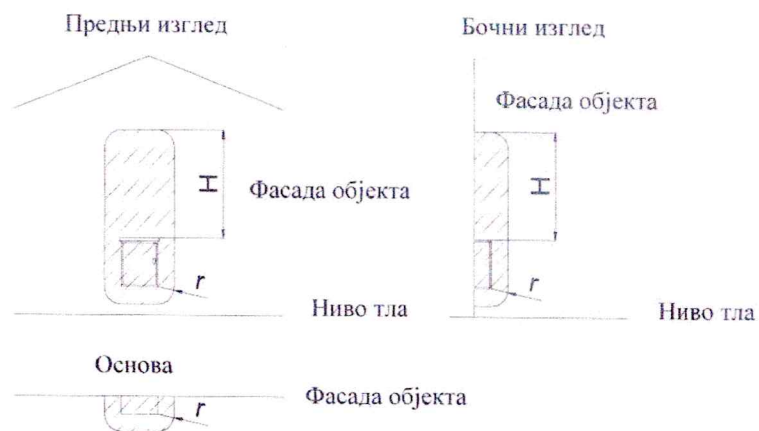 Предњи изглед
Бочни изглед
Фасада објекта
H
Фасада објекта
H
r
r
Ниво тла
Ниво тла
Основа
Фасада објекта
r